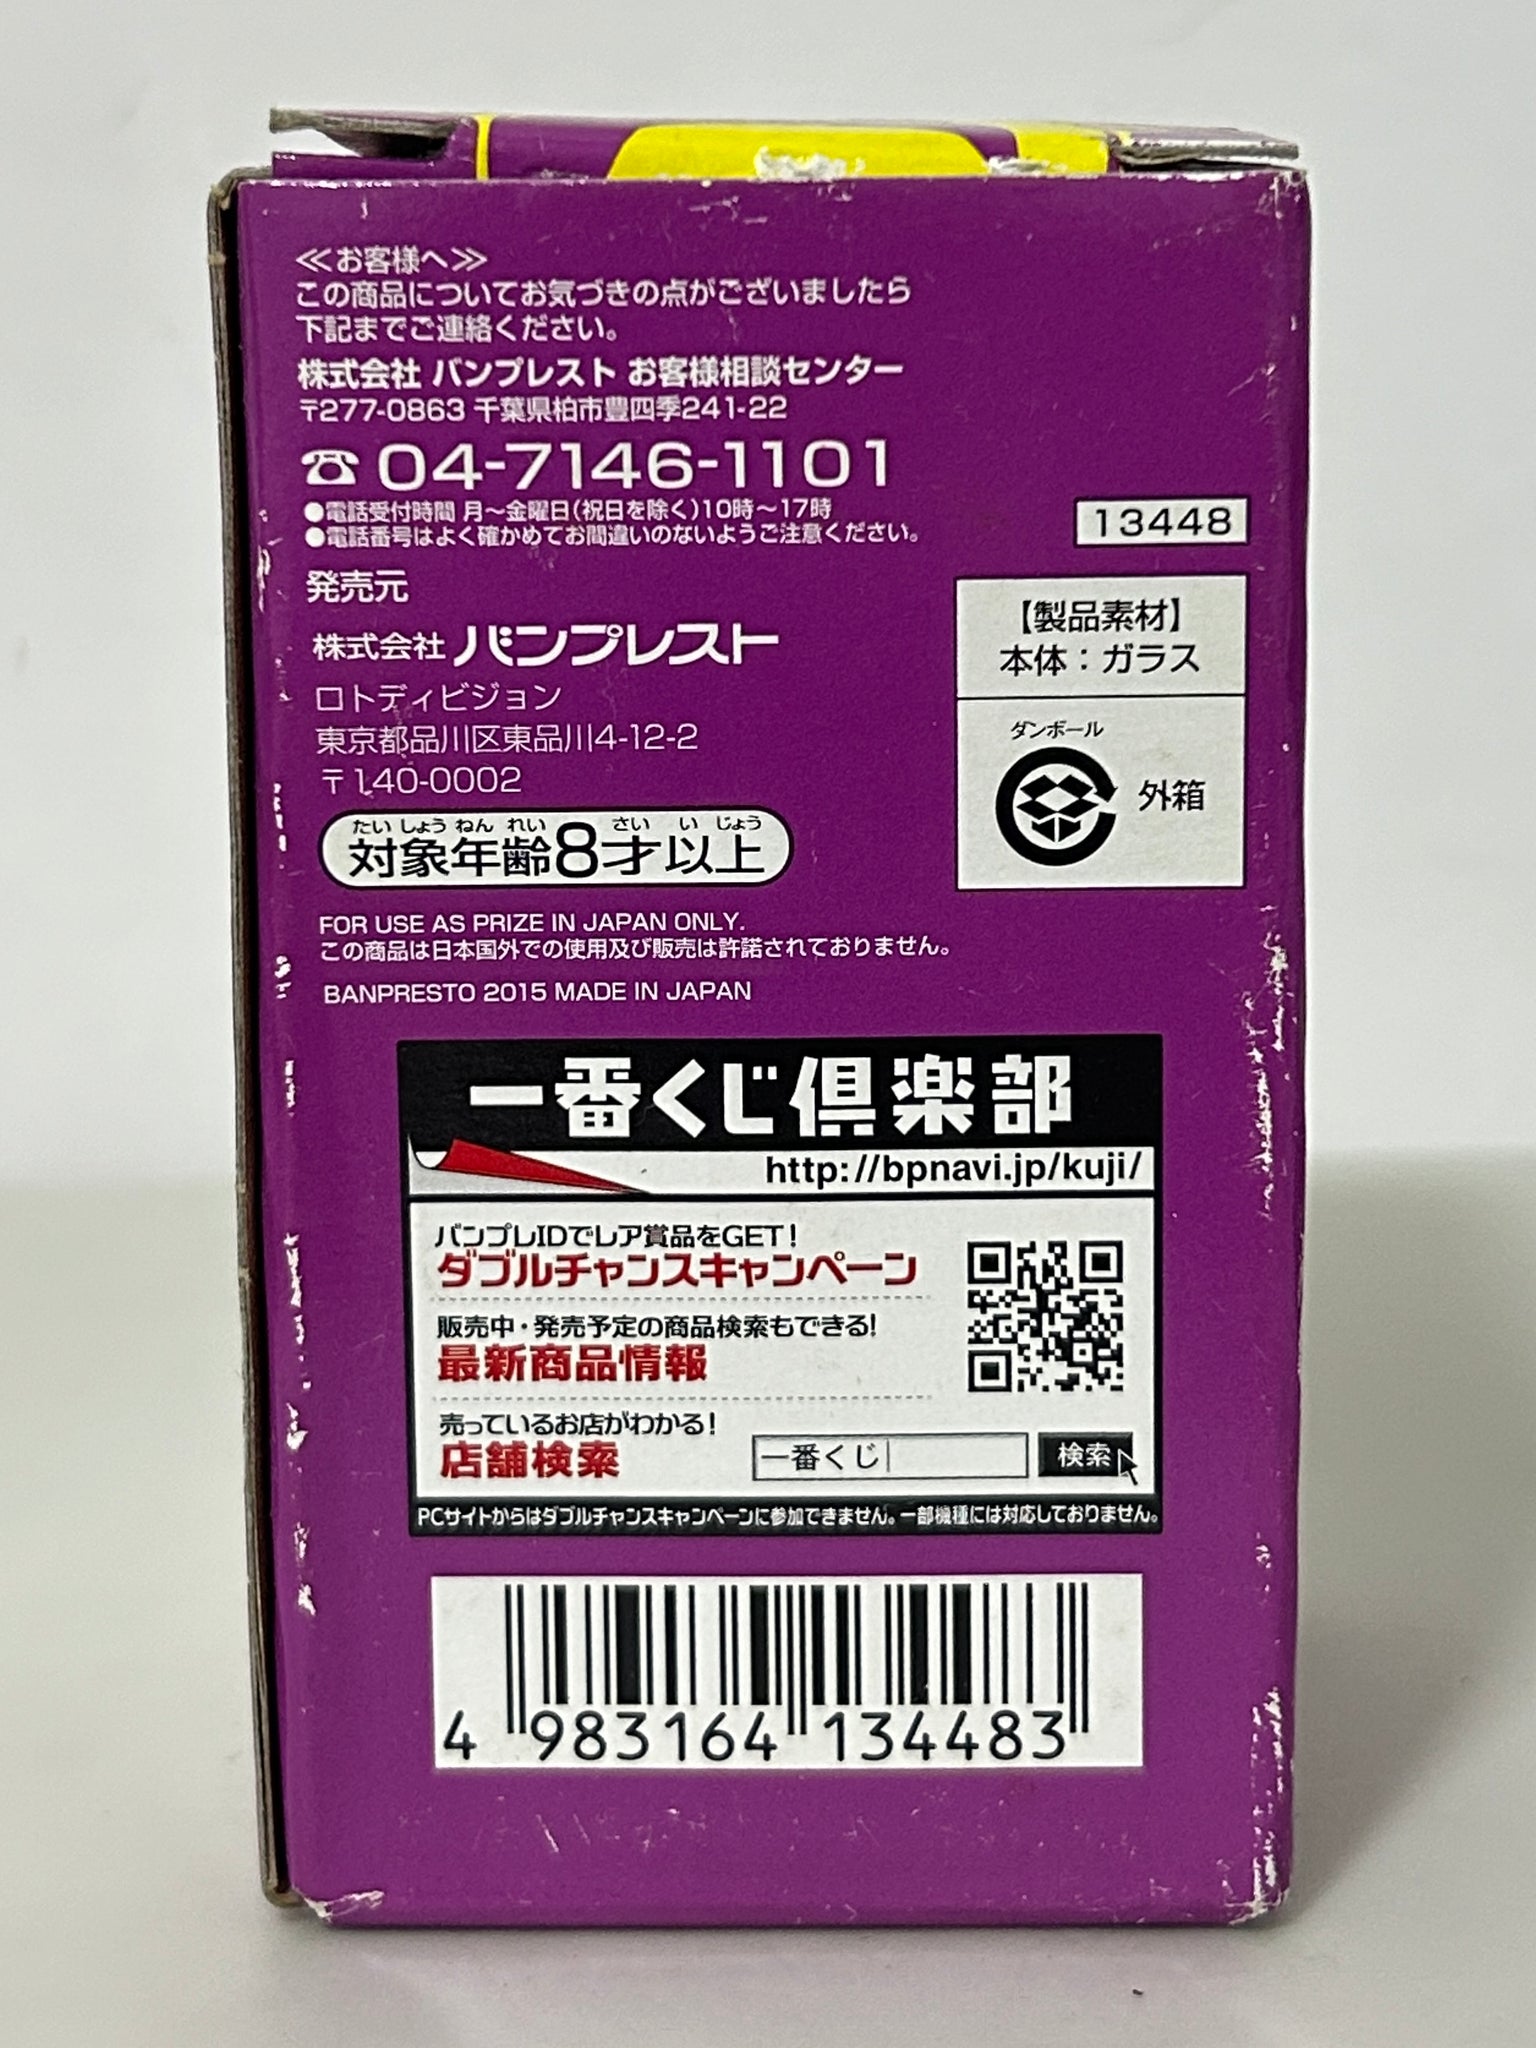 ≪お客様へ≫
この商品についてお気づきの点がございましたら
下記までご連絡ください。
株式会社 バンプレスト お客様相談センター
〒277-0863 千葉県柏市豊四季241-22
☎ 04-7146-1101
●電話受付時間 月～金曜日(祝日を除く)10時～17時
●電話番号はよく確かめてお間違いのないようご注意ください。
13448
発売元
株式会社 バンプレスト
ロトディビジョン
東京都品川区東品川4-12-2
〒140-0002
【製品素材】
本体：ガラス
ダンボール
外箱
たいしょうねんれい さい いじょう
対象年齢8才以上
FOR USE AS PRIZE IN JAPAN ONLY.
この商品は日本国外での使用及び販売は許諾されておりません。
BANPRESTO 2015 MADE IN JAPAN
一番くじ倶楽部
http://bpnavi.jp/kuji/
バンプレIDでレア賞品をGET！
ダブルチャンスキャンペーン
販売中・発売予定の商品検索もできる！
最新商品情報
売っているお店がわかる！
店舗検索
一番くじ
検索
PCサイトからはダブルチャンスキャンペーンに参加できません。一部機種には対応しておりません。
4 983164 134483